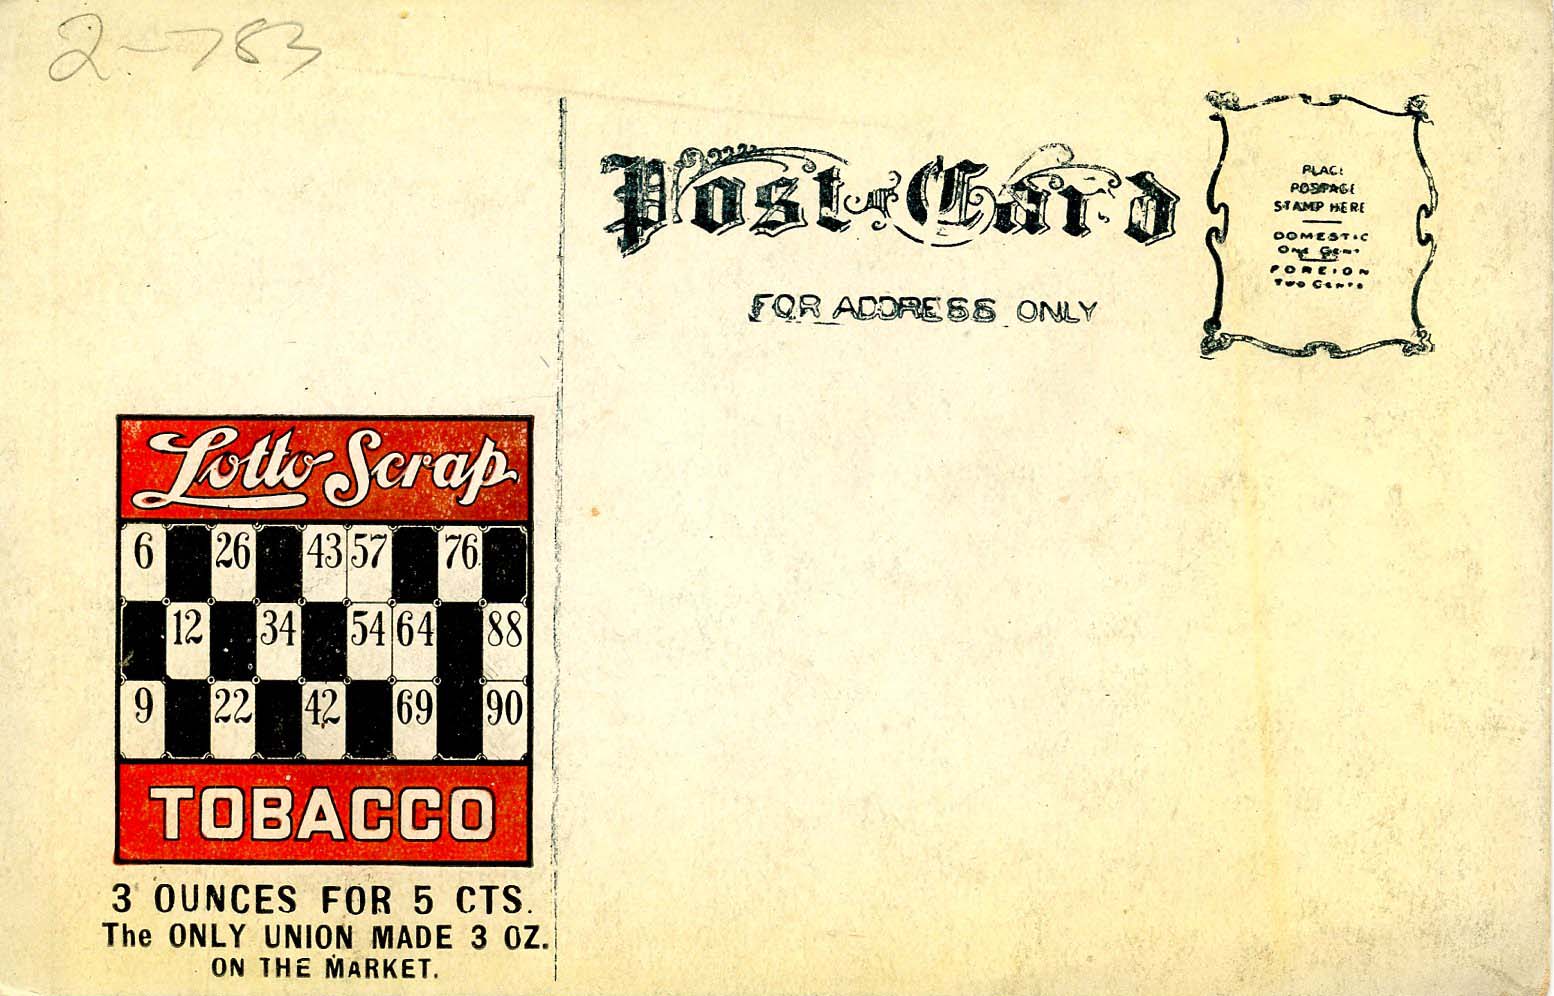 2-783
Post Card
PLACE
POSTAGE
STAMP HERE
DOMESTIC
ONE CENT
FOREIGN
TWO CENTS
FOR ADDRESS ONLY
Lotto Scrap
6 26 43 57 76
12 34 54 64 88
9 22 42 69 90
TOBACCO
3 OUNCES FOR 5 CTS.
The ONLY UNION MADE 3 OZ.
ON THE MARKET.